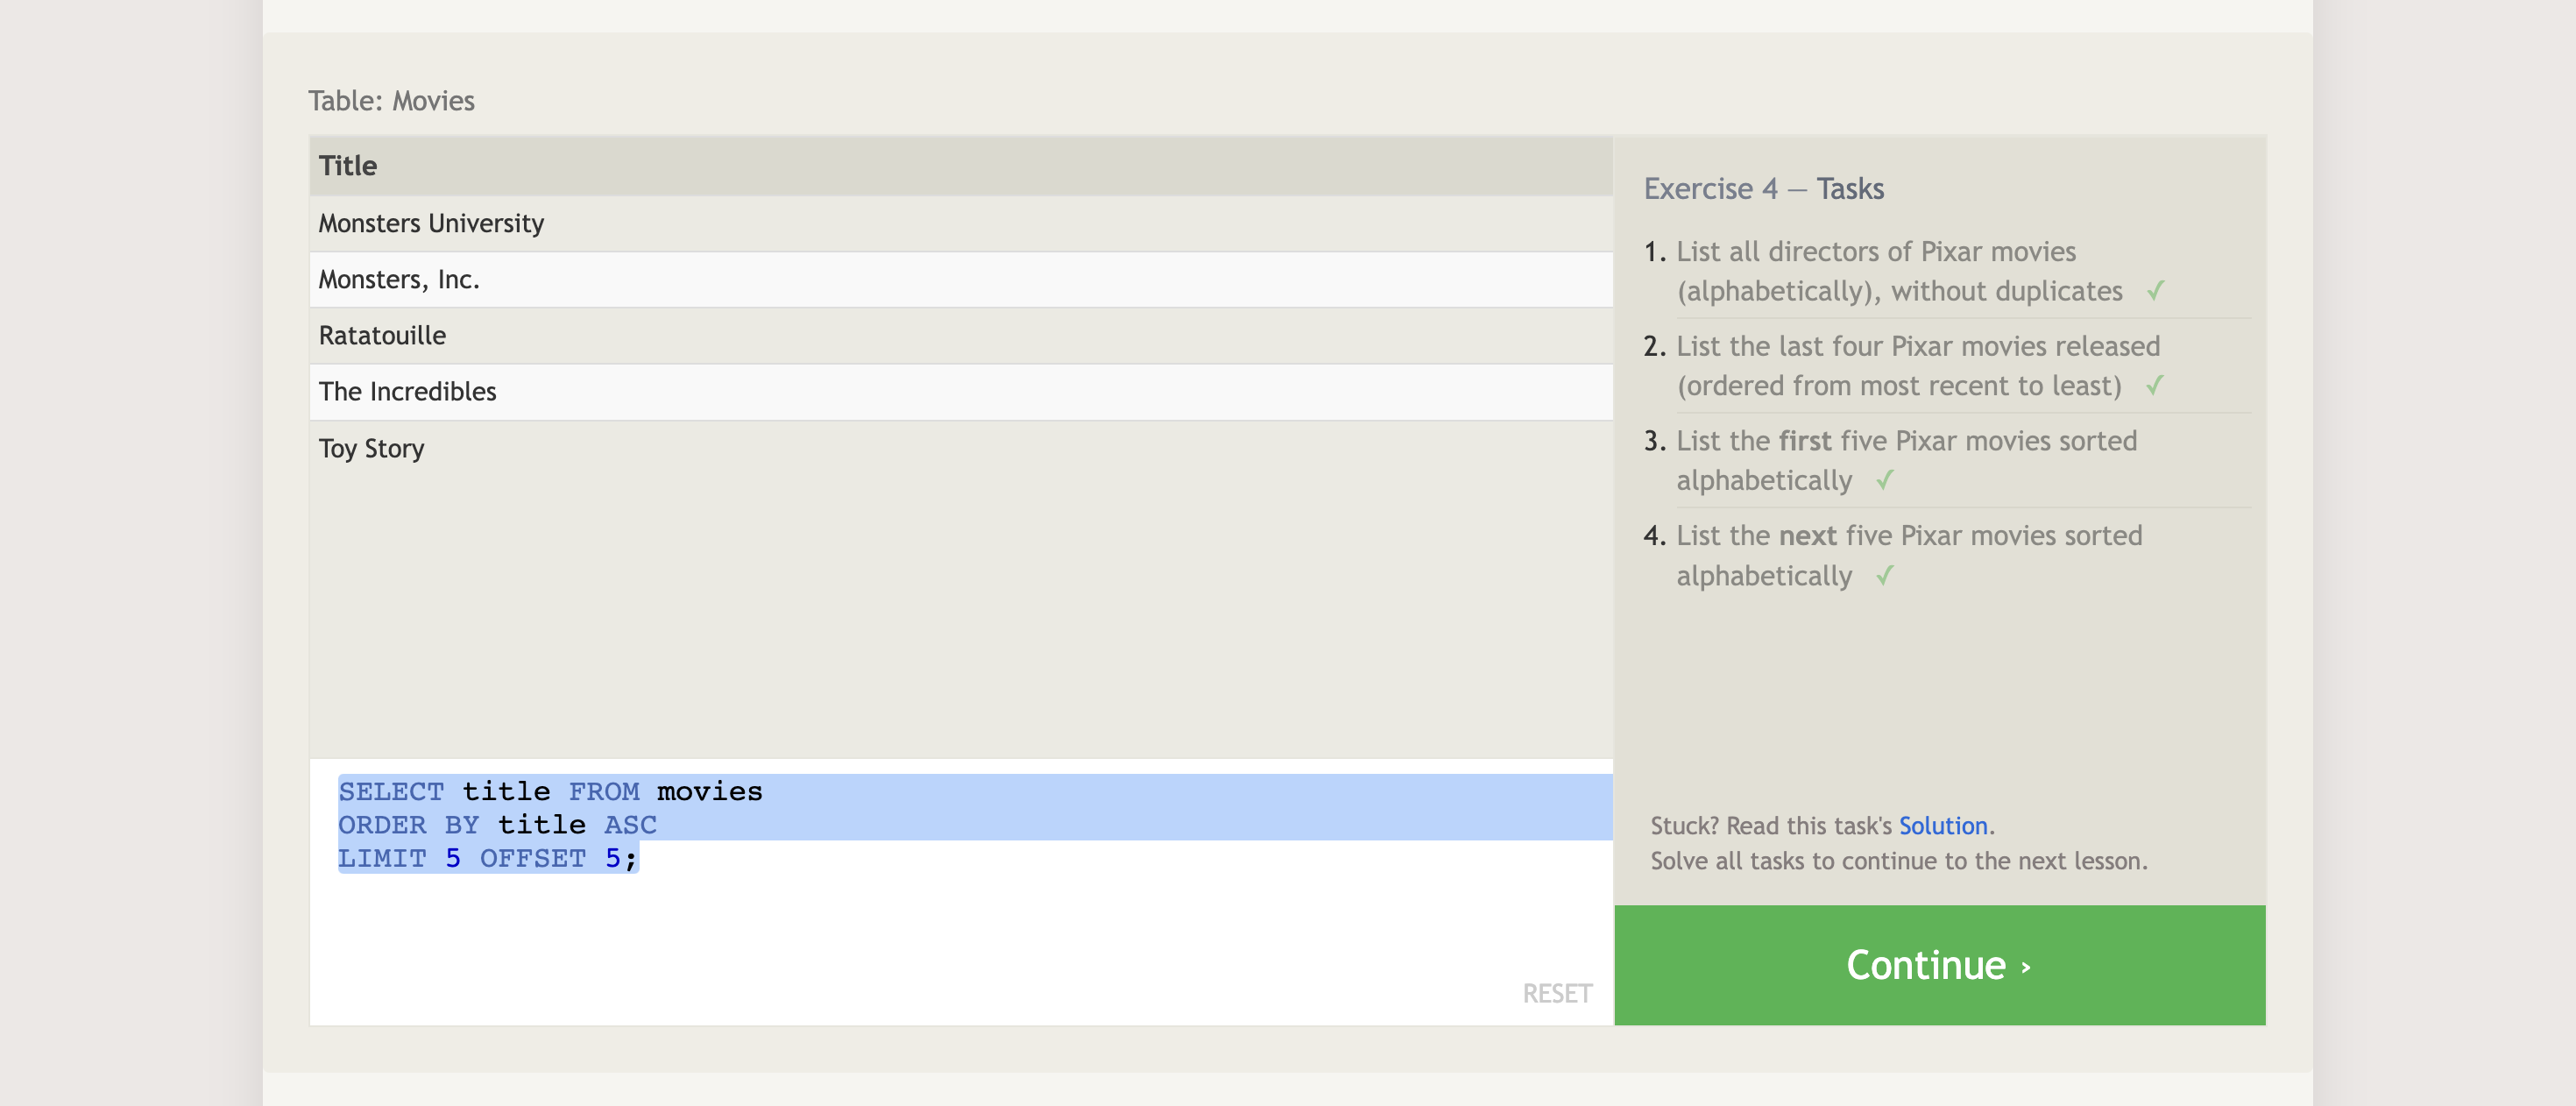 Table: Movies
Title
Monsters University
Monsters, Inc.
Ratatouille
The Incredibles
Toy Story
SELECT title FROM movies
ORDER BY title ASC
LIMIT 5 OFFSET 5;
RESET
Exercise 4 — Tasks
1. List all directors of Pixar movies
(alphabetically), without duplicates ✓
2. List the last four Pixar movies released
(ordered from most recent to least) ✓
3. List the first five Pixar movies sorted
alphabetically ✓
4. List the next five Pixar movies sorted
alphabetically ✓
Stuck? Read this task's Solution.
Solve all tasks to continue to the next lesson.
Continue ›